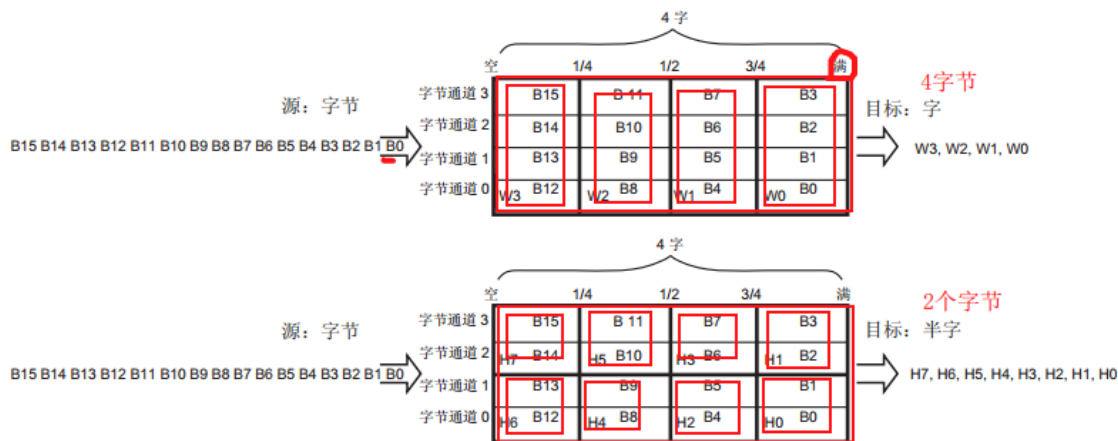 4 字
空 1/4 1/2 3/4 满
4字节
源：字节
目标：字
字节通道 3 B15 B 11 B7 B3
字节通道 2 B14 B10 B6 B2
B15 B14 B13 B12 B11 B10 B9 B8 B7 B6 B5 B4 B3 B2 B1 B0
W3, W2, W1, W0
字节通道 1 B13 B9 B5 B1
字节通道 0 W3 B12 W2 B8 W1 B4 W0 B0
4 字
空 1/4 1/2 3/4 满
2个字节
源：字节
目标：半字
字节通道 3 B15 B 11 B7 B3
字节通道 2 H7 B14 H5 B10 H3 B6 H1 B2
B15 B14 B13 B12 B11 B10 B9 B8 B7 B6 B5 B4 B3 B2 B1 B0
H7, H6, H5, H4, H3, H2, H1, H0
字节通道 1 B13 B9 B5 B1
字节通道 0 H6 B12 H4 B8 H2 B4 H0 B0